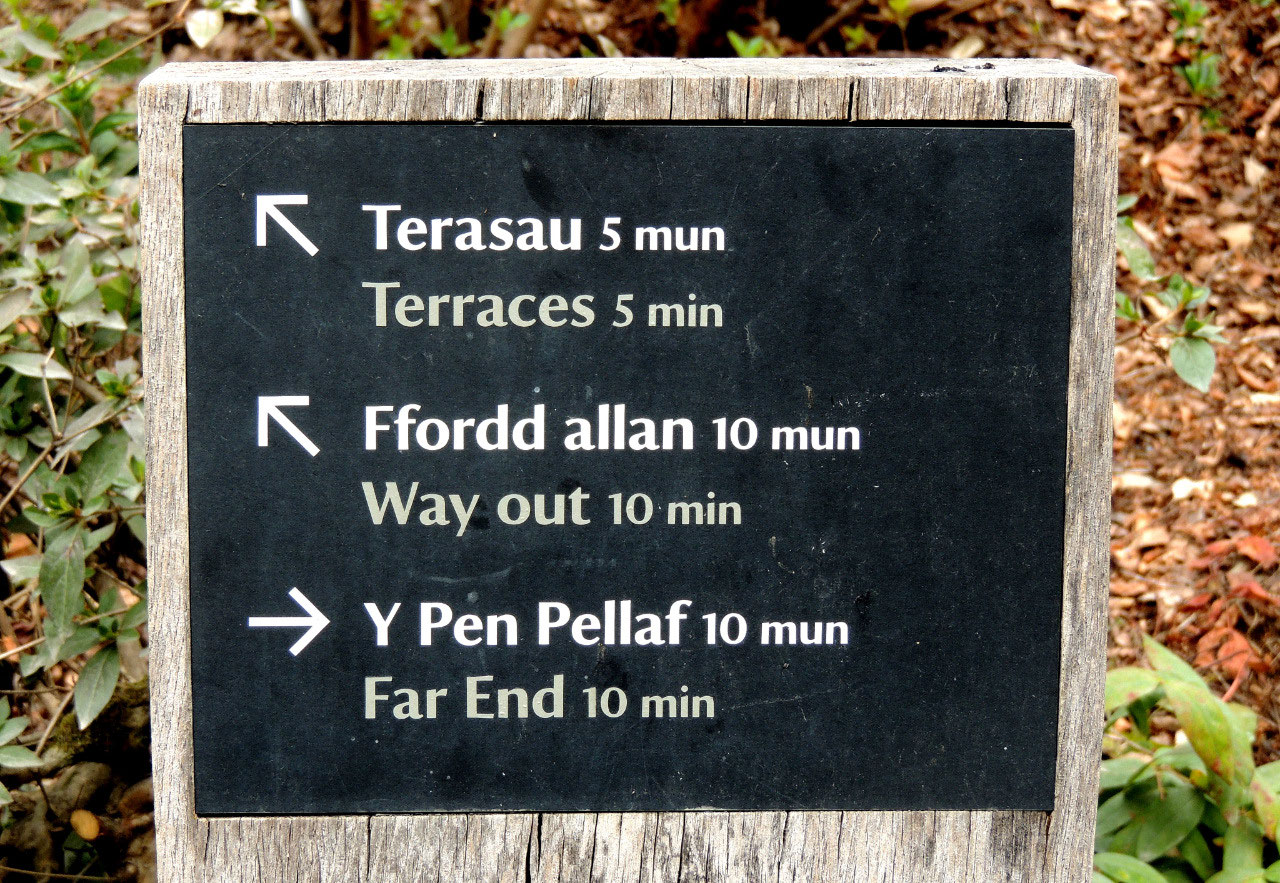 Terasau 5 mun
Terraces 5 min
Ffordd allan 10 mun
Way out 10 min
Y Pen Pellaf 10 mun
Far End 10 min